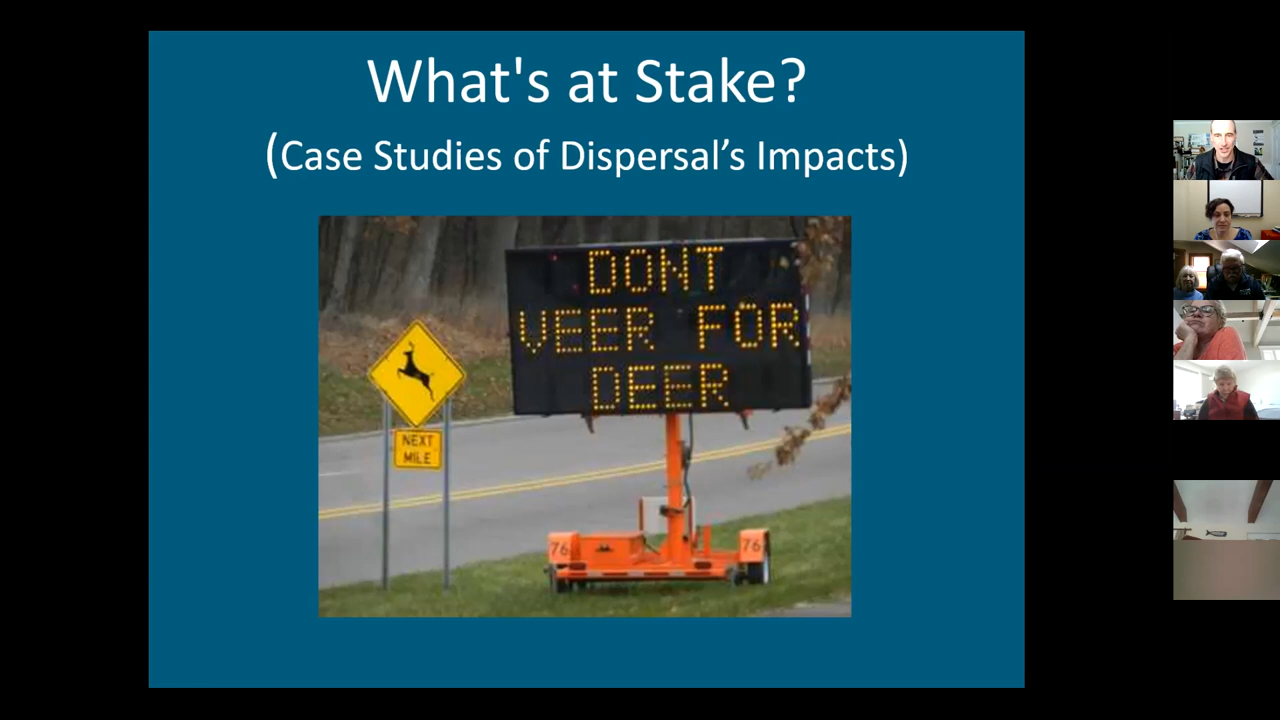 What's at Stake?
(Case Studies of Dispersal’s Impacts)
DONT
VEER FOR
DEER
NEXT
MILE
76
76